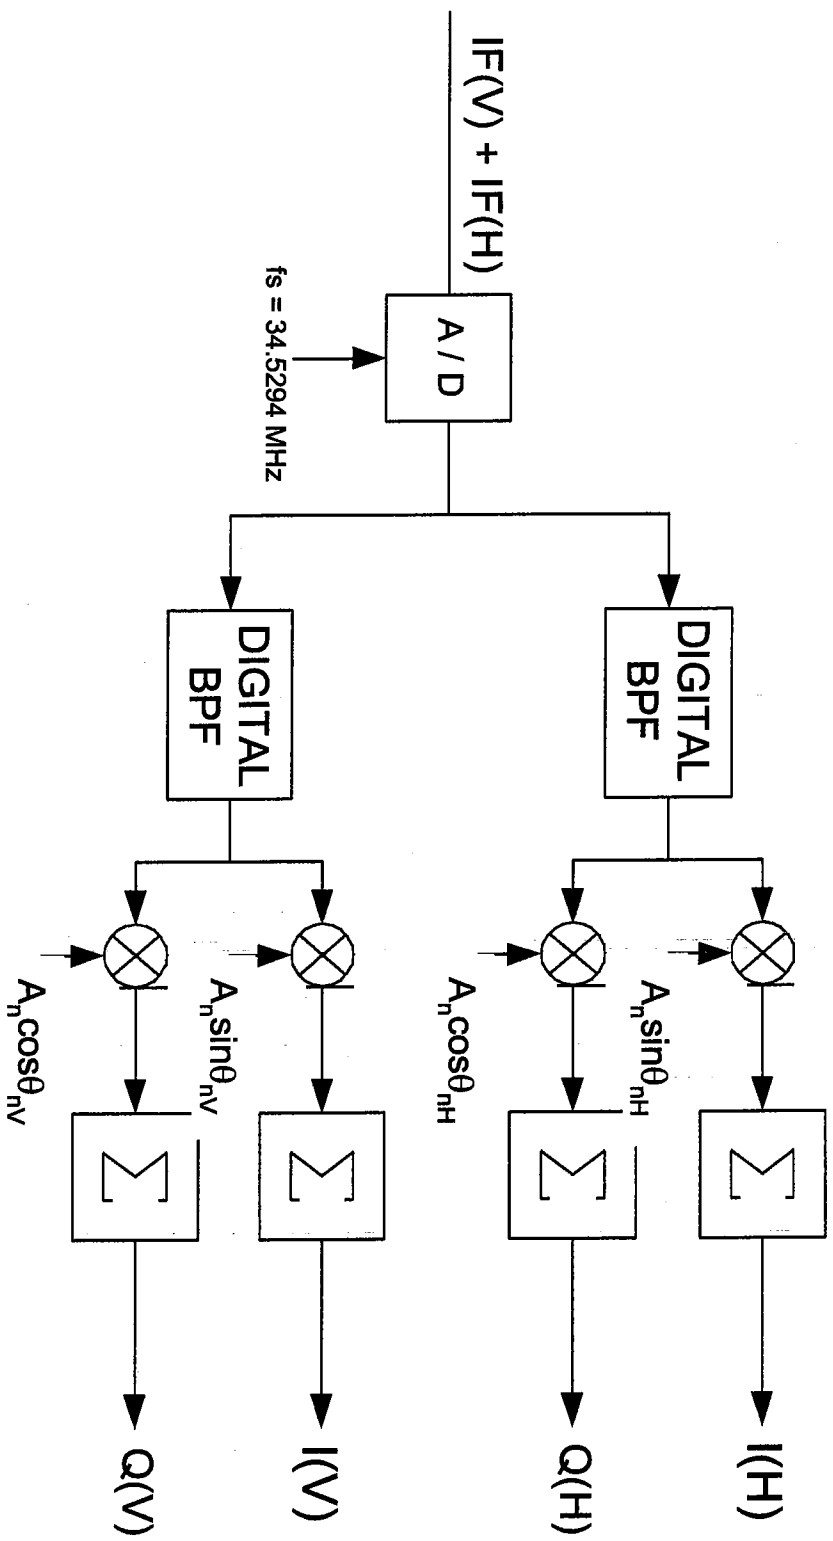 IF(V) + IF(H)
A / D
fs = 34.5294 MHz
DIGITAL
BPF
AₙsinθₙH
Σ
I(H)
AₙcosθₙH
Σ
Q(H)
DIGITAL
BPF
AₙsinθₙV
Σ
I(V)
AₙcosθₙV
Σ
Q(V)